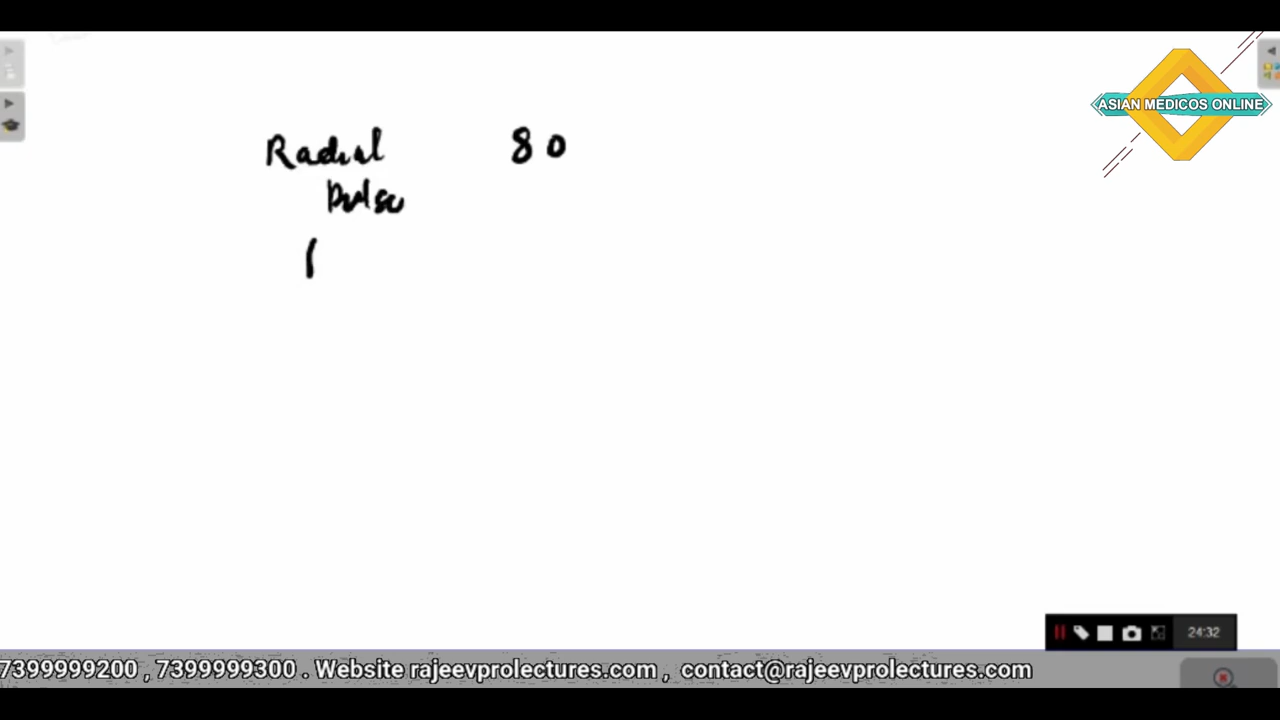 ASIAN MEDICOS ONLINE
Radial 80
Pulse
24:32
7399999200 , 7399999300 . Website rajeevprolectures.com , contact@rajeevprolectures.com